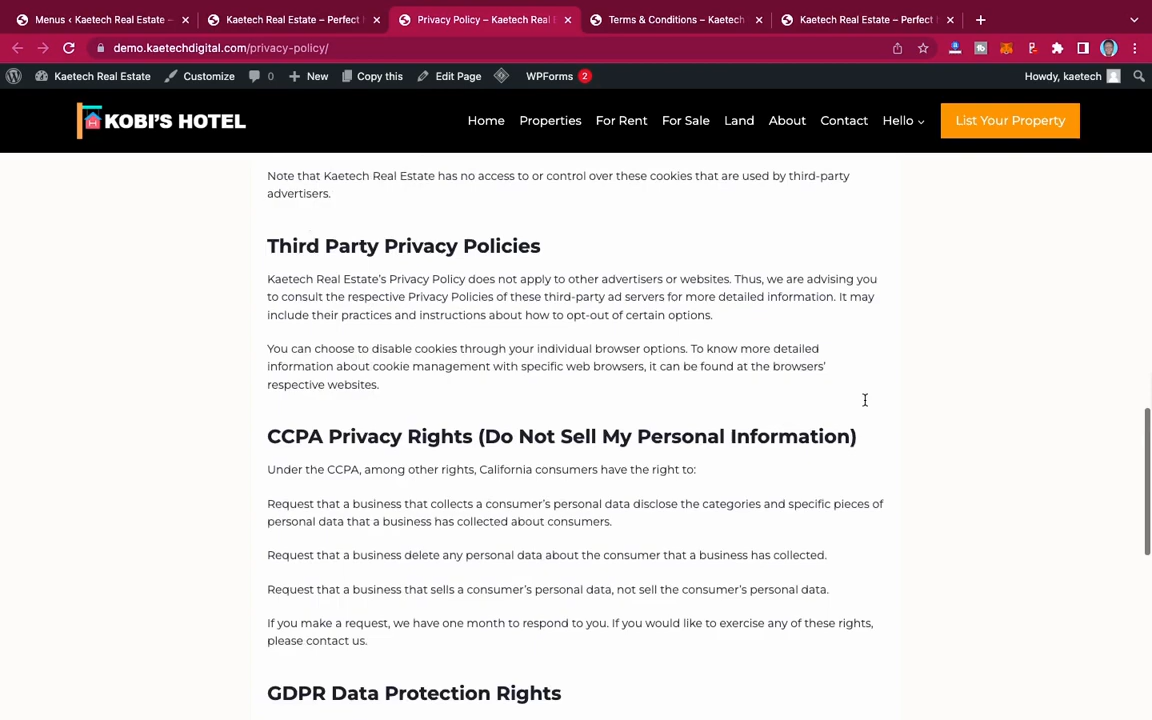 Menus ‹ Kaetech Real Estate –
Kaetech Real Estate – Perfect
Privacy Policy – Kaetech Real
Terms & Conditions – Kaetech
Kaetech Real Estate – Perfect
demo.kaetechdigital.com/privacy-policy/
Kaetech Real Estate
Customize
0
New
Copy this
Edit Page
WPForms 2
Howdy, kaetech
KOBI'S HOTEL
Home
Properties
For Rent
For Sale
Land
About
Contact
Hello
List Your Property
Note that Kaetech Real Estate has no access to or control over these cookies that are used by third-party
advertisers.
Third Party Privacy Policies
Kaetech Real Estate’s Privacy Policy does not apply to other advertisers or websites. Thus, we are advising you
to consult the respective Privacy Policies of these third-party ad servers for more detailed information. It may
include their practices and instructions about how to opt-out of certain options.
You can choose to disable cookies through your individual browser options. To know more detailed
information about cookie management with specific web browsers, it can be found at the browsers’
respective websites.
CCPA Privacy Rights (Do Not Sell My Personal Information)
Under the CCPA, among other rights, California consumers have the right to:
Request that a business that collects a consumer’s personal data disclose the categories and specific pieces of
personal data that a business has collected about consumers.
Request that a business delete any personal data about the consumer that a business has collected.
Request that a business that sells a consumer’s personal data, not sell the consumer’s personal data.
If you make a request, we have one month to respond to you. If you would like to exercise any of these rights,
please contact us.
GDPR Data Protection Rights